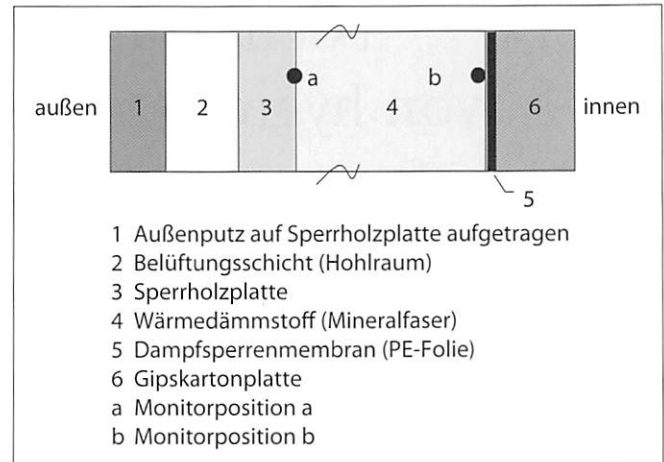 außen 1 2 3 a 4 b 6 innen
5
1 Außenputz auf Sperrholzplatte aufgetragen
2 Belüftungsschicht (Hohlraum)
3 Sperrholzplatte
4 Wärmedämmstoff (Mineralfaser)
5 Dampfsperrenmembran (PE-Folie)
6 Gipskartonplatte
a Monitorposition a
b Monitorposition b